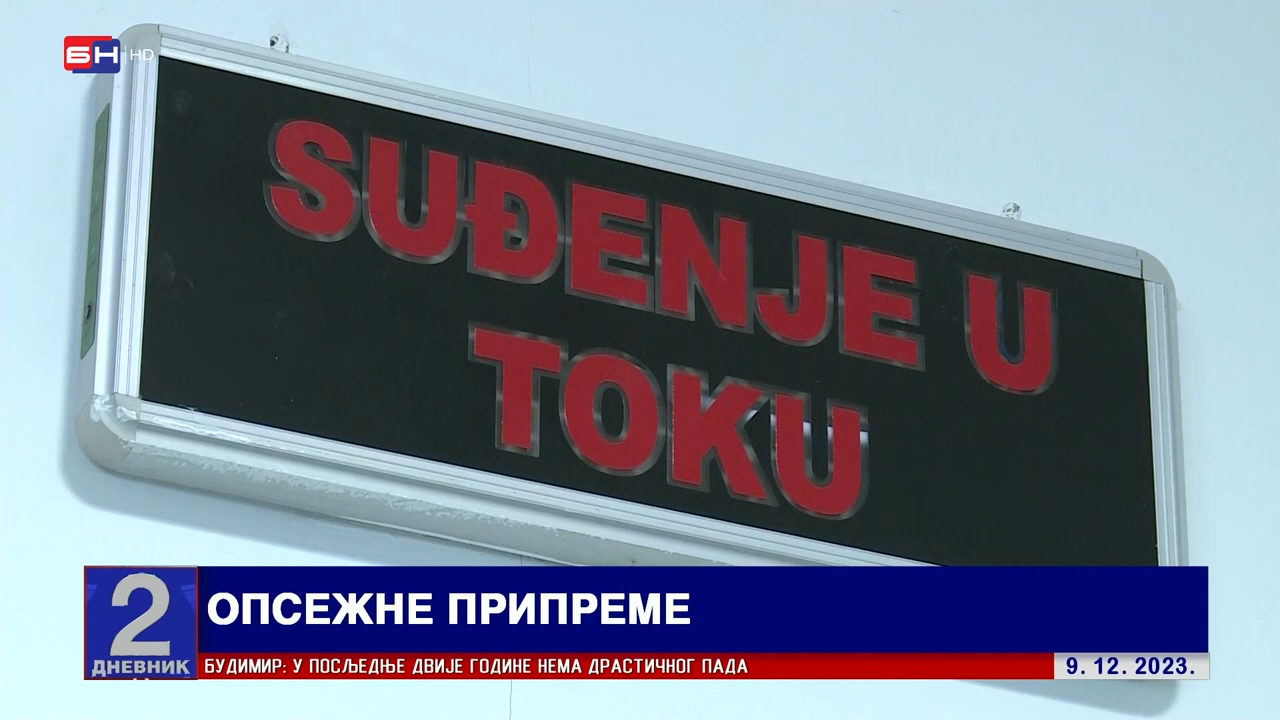 БН HD
SUĐENJE U
TOKU
2
ДНЕВНИК
ОПСЕЖНЕ ПРИПРЕМЕ
БУДИМИР: У ПОСЉЕДЊЕ ДВИЈЕ ГОДИНЕ НЕМА ДРАСТИЧНОГ ПАДА
9. 12. 2023.